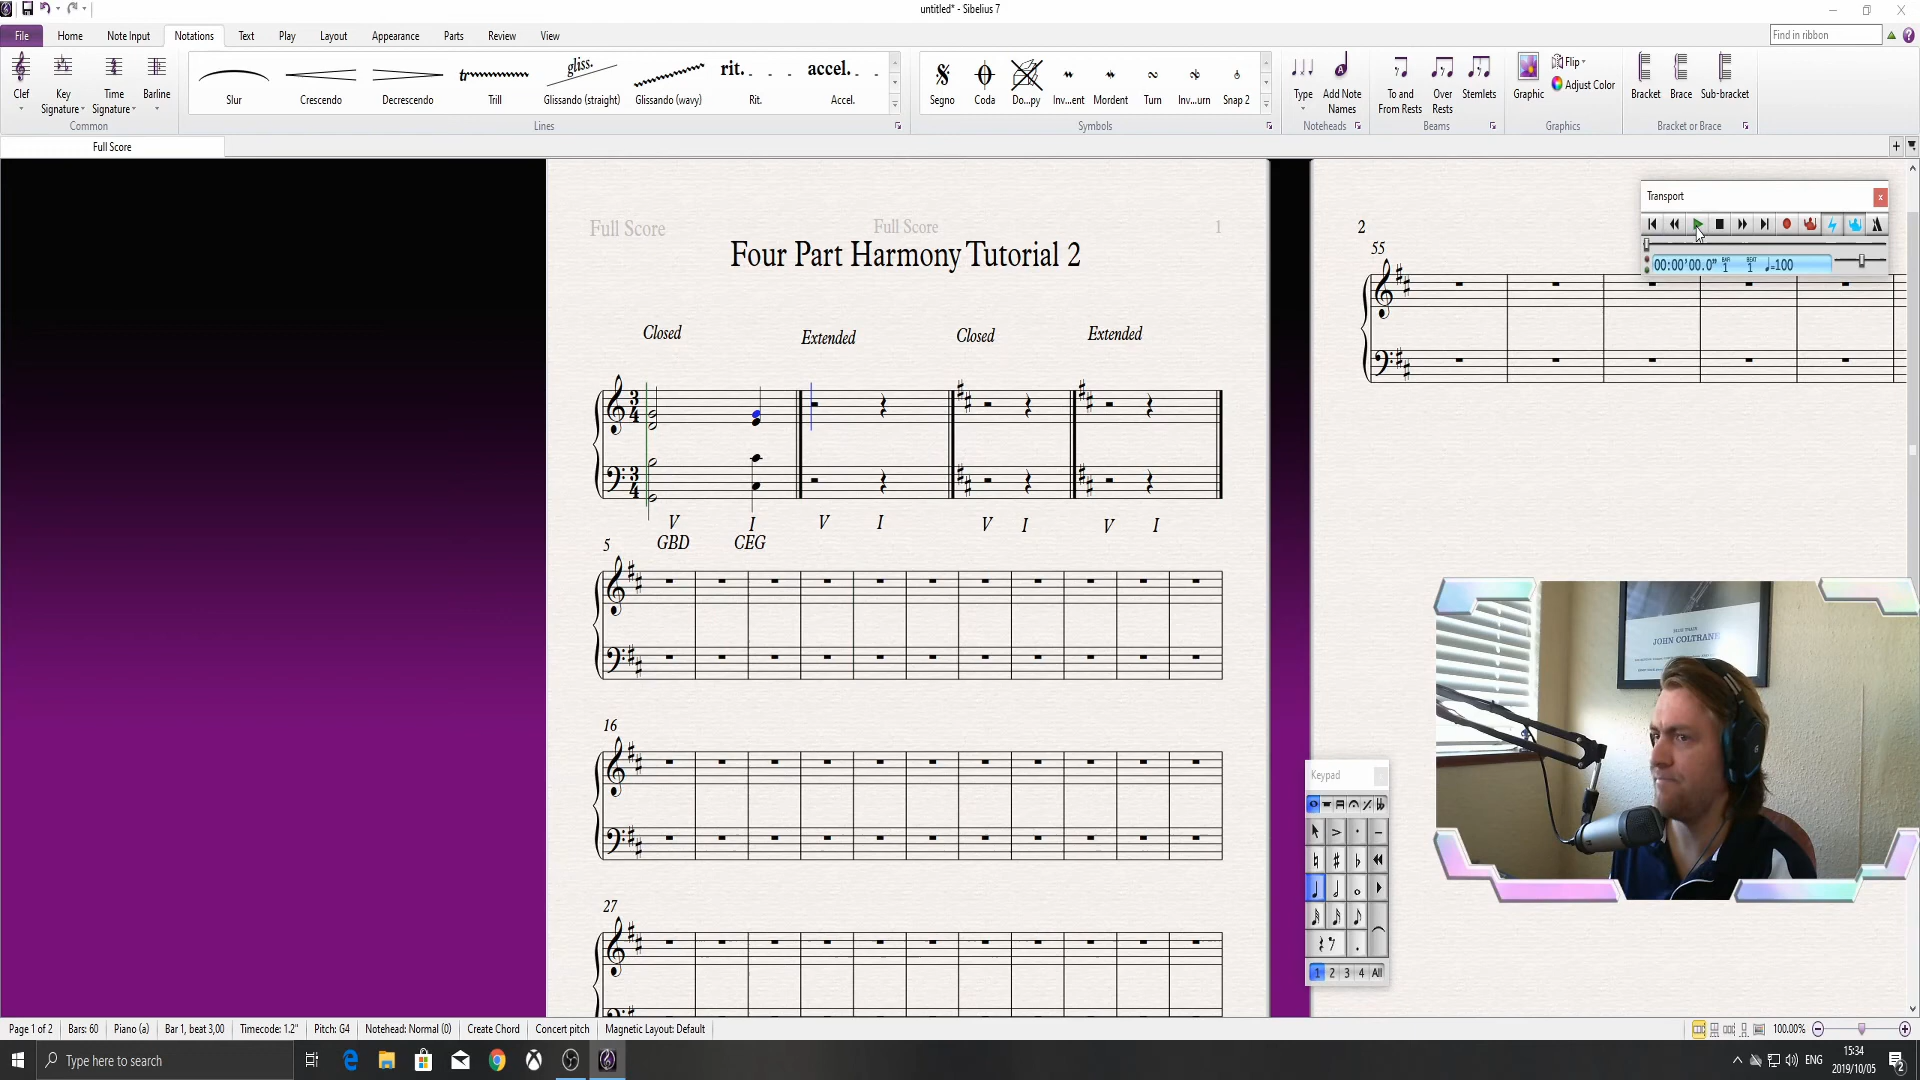 untitled* - Sibelius 7
File Home Note Input Notations Text Play Layout Appearance Parts Review View
Find in ribbon
gliss.
rit. accel.
Clef Key Signature Time Signature Barline
Slur Crescendo Decrescendo Trill Glissando (straight) Glissando (wavy) Rit. Accel.
Segno Coda Do...py Inv...ent Mordent Turn Inv...urn Snap 2
Type Add Note Names
To and From Rests Over Rests Stemlets
Graphic Flip Adjust Color
Bracket Brace Sub-bracket
Common Lines Symbols Noteheads Beams Graphics Bracket or Brace
Full Score
Full Score Full Score 1
Four Part Harmony Tutorial 2
Closed Extended Closed Extended
V I V I V I V I
GBD CEG
5
16
27
2
55
Transport
00:00'00.0" BAR 1 BEAT 1 =100
JOHN COLTRANE
Keypad
1 2 3 4 All
Page 1 of 2 Bars: 60 Piano (a) Bar 1, beat 3,00 Timecode: 1.2" Pitch: G4 Notehead: Normal (0) Create Chord Concert pitch Magnetic Layout: Default 100.00%
Type here to search
ENG
15:34
2019/10/05